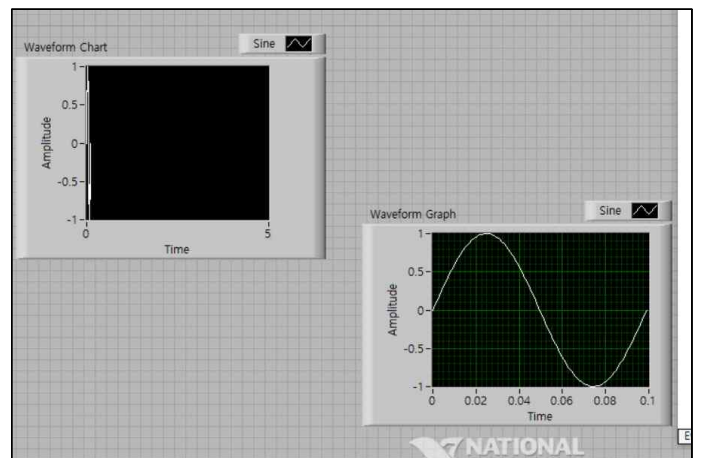 Waveform Chart
Sine
1
0.5
0
-0.5
-1
Amplitude
0 5
Time
Waveform Graph
Sine
1
0.5
0
-0.5
-1
Amplitude
0 0.02 0.04 0.06 0.08 0.1
Time
NATIONAL